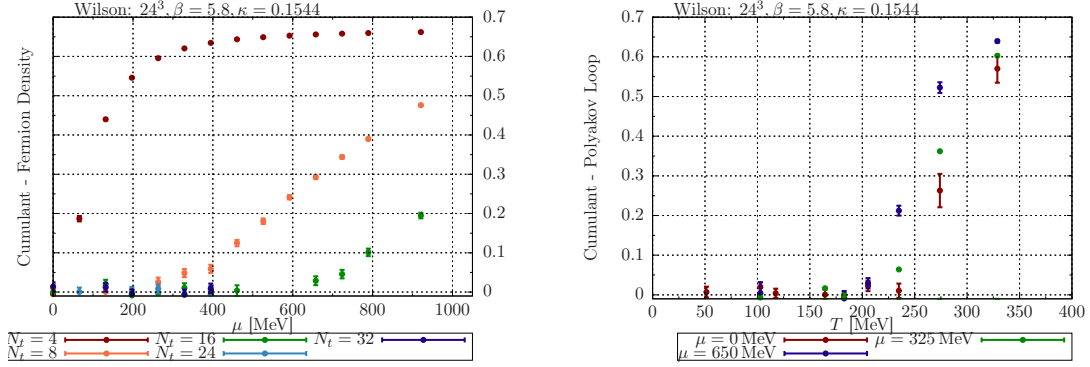 Wilson: 24³, β = 5.8, κ = 0.1544
Cumulant - Fermion Density
0.7
0.6
0.5
0.4
0.3
0.2
0.1
0
0 200 400 600 800 1000
μ [MeV]
N_t = 4 N_t = 16 N_t = 32
N_t = 8 N_t = 24
Wilson: 24³, β = 5.8, κ = 0.1544
Cumulant - Polyakov Loop
0.7
0.6
0.5
0.4
0.3
0.2
0.1
0
0 50 100 150 200 250 300 350 400
T [MeV]
μ = 0 MeV μ = 325 MeV
μ = 650 MeV